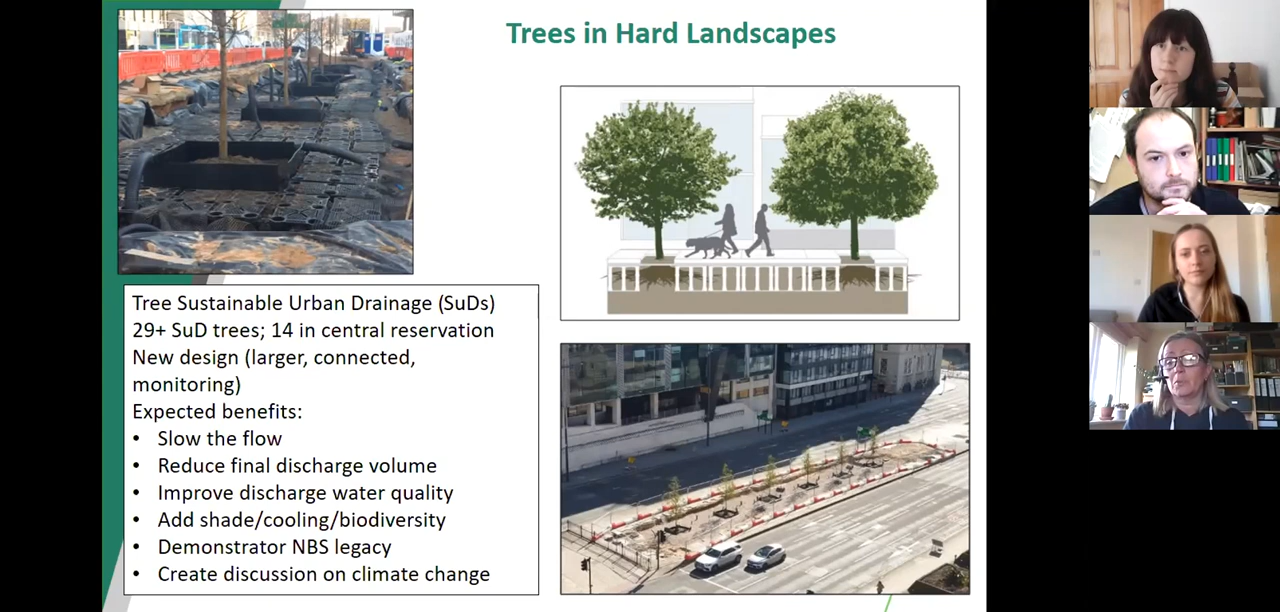 Trees in Hard Landscapes
Tree Sustainable Urban Drainage (SuDs)
29+ SuD trees; 14 in central reservation
New design (larger, connected,
monitoring)
Expected benefits:
• Slow the flow
• Reduce final discharge volume
• Improve discharge water quality
• Add shade/cooling/biodiversity
• Demonstrator NBS legacy
• Create discussion on climate change